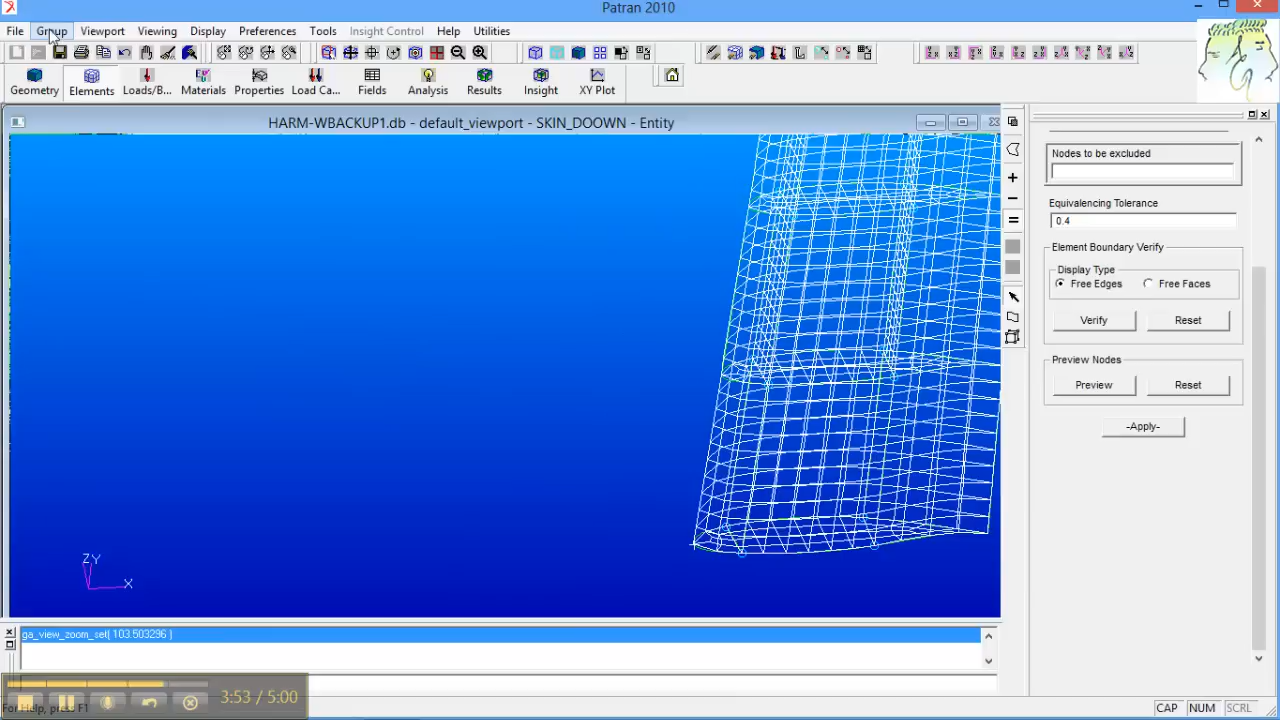 Patran 2010
File Group Viewport Viewing Display Preferences Tools Insight Control Help Utilities
Geometry Elements Loads/B... Materials Properties Load Ca... Fields Analysis Results Insight XY Plot
HARW-WBACKUP1.db - default_viewport - SKN_DOOWN - Entity
Nodes to be excluded
Equivalencing Tolerance
0.4
Element Boundary Verify
Display Type
Free Edges Free Faces
Verify Reset
Preview Nodes
Preview Reset
-Apply-
Z Y
X
ga_view_zoom_set( 103.503296 )
3:53 / 5:00
For Help, press F1
CAP NUM SCRL